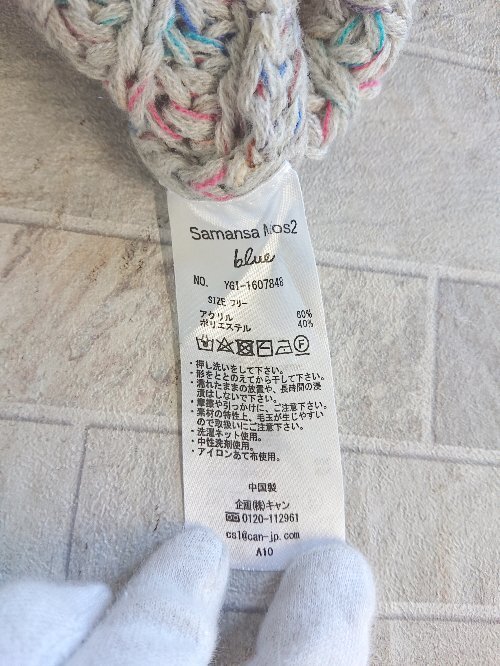 Samansa Mos2
blue
NO. YGI-1607848
SIZE フリー
アクリル 60%
ポリエステル 40%
・押し洗いをして下さい。
・形をととのえてから干して下さい。
・濡れたままの放置や、長時間の浸
漬はしないで下さい。
・摩擦や引っかけに、ご注意下さい。
・素材の特性上、毛玉が生じやすい
ので取扱いにご注意下さい。
・洗濯ネット使用。
・中性洗剤使用。
・アイロンあて布使用。
中国製
企画(株)キャン
0120-112961
cs1@can-jp.com
A10